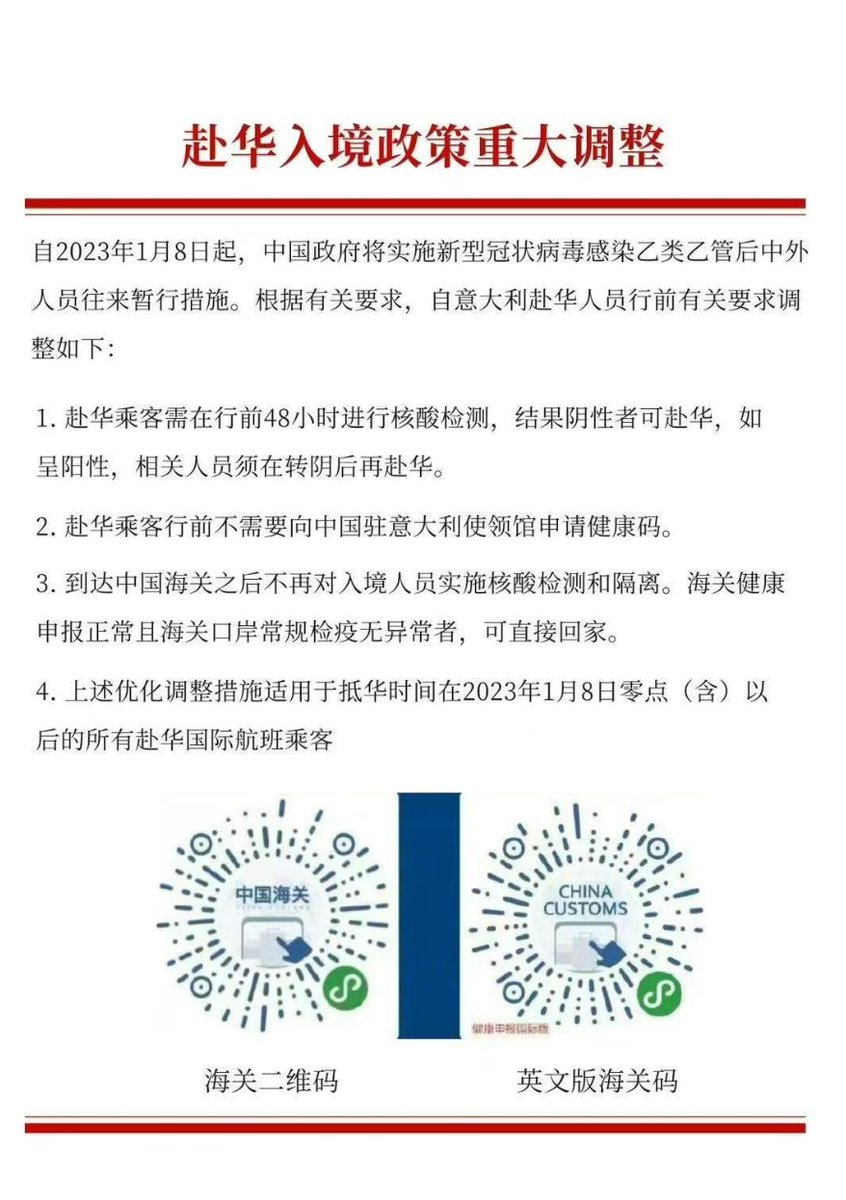 赴华入境政策重大调整
自2023年1月8日起，中国政府将实施新型冠状病毒感染乙类乙管后中外
人员往来暂行措施。根据有关要求，自意大利赴华人员行前有关要求调
整如下：
1. 赴华乘客需在行前48小时进行核酸检测，结果阴性者可赴华，如
呈阳性，相关人员须在转阴后再赴华。
2. 赴华乘客行前不需要向中国驻意大利使领馆申请健康码。
3. 到达中国海关之后不再对入境人员实施核酸检测和隔离。海关健康
申报正常且海关口岸常规检疫无异常者，可直接回家。
4. 上述优化调整措施适用于抵华时间在2023年1月8日零点（含）以
后的所有赴华国际航班乘客
中国海关
CHINA
CUSTOMS
健康申报国际版
海关二维码
英文版海关码